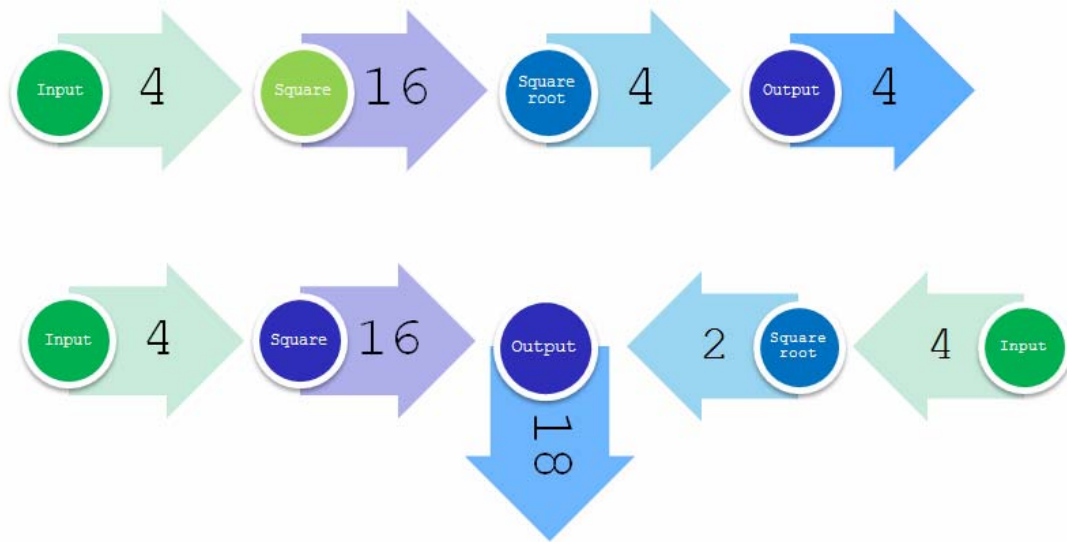 Input
4
Square
16
Square
root
4
Output
4
Input
4
Square
16
Output
18
2
Square
root
4
Input